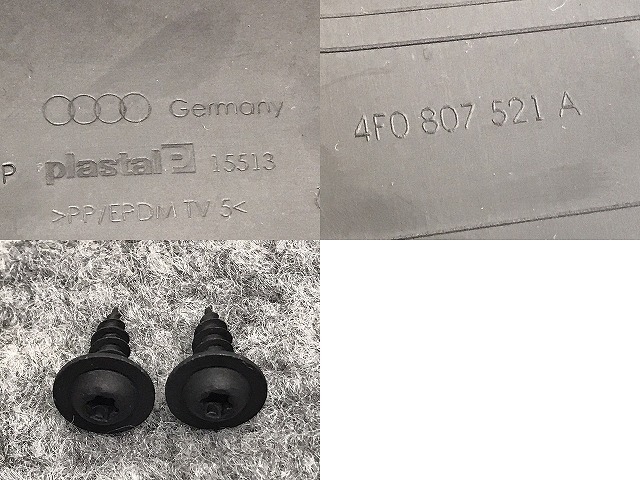 Germany
P plastal P 15513
>PP/EPDM TV 5<
4F0 807 521 A